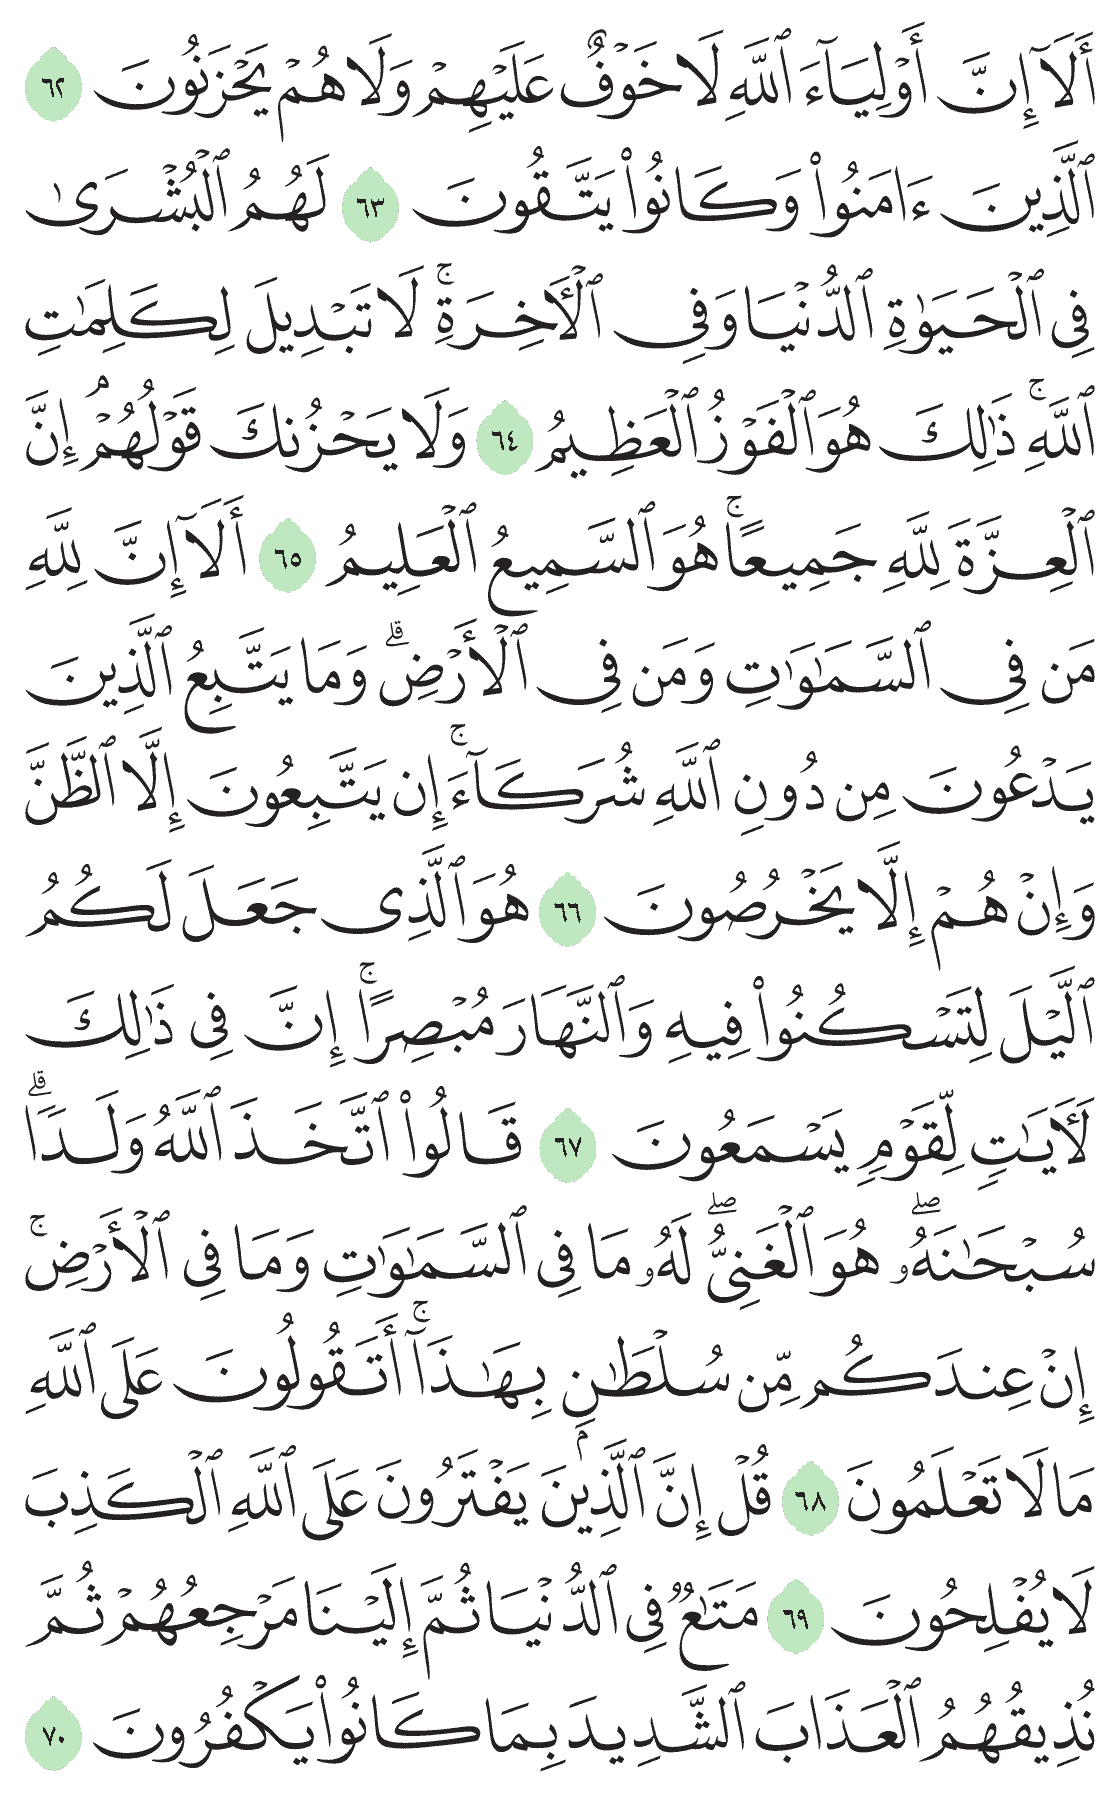 أَلَآ إِنَّ أَوْلِيَآءَ ٱللَّهِ لَا خَوْفٌ عَلَيْهِمْ وَلَا هُمْ يَحْزَنُونَ ٦٢
ٱلَّذِينَ ءَامَنُوا۟ وَكَانُوا۟ يَتَّقُونَ ٦٣ لَهُمُ ٱلْبُشْرَىٰ
فِى ٱلْحَيَوٰةِ ٱلدُّنْيَا وَفِى ٱلْـَٔاخِرَةِ ۚ لَا تَبْدِيلَ لِكَلِمَـٰتِ
ٱللَّهِ ۚ ذَٰلِكَ هُوَ ٱلْفَوْزُ ٱلْعَظِيمُ ٦٤ وَلَا يَحْزُنكَ قَوْلُهُمْ ۘ إِنَّ
ٱلْعِزَّةَ لِلَّهِ جَمِيعًا ۚ هُوَ ٱلسَّمِيعُ ٱلْعَلِيمُ ٦٥ أَلَآ إِنَّ لِلَّهِ
مَن فِى ٱلسَّمَـٰوَٰتِ وَمَن فِى ٱلْأَرْضِ ۗ وَمَا يَتَّبِعُ ٱلَّذِينَ
يَدْعُونَ مِن دُونِ ٱللَّهِ شُرَكَآءَ ۚ إِن يَتَّبِعُونَ إِلَّا ٱلظَّنَّ
وَإِنْ هُمْ إِلَّا يَخْرُصُونَ ٦٦ هُوَ ٱلَّذِى جَعَلَ لَكُمُ
ٱلَّيْلَ لِتَسْكُنُوا۟ فِيهِ وَٱلنَّهَارَ مُبْصِرًا ۚ إِنَّ فِى ذَٰلِكَ
لَـَٔايَـٰتٍ لِّقَوْمٍ يَسْمَعُونَ ٦٧ قَالُوا۟ ٱتَّخَذَ ٱللَّهُ وَلَدًا ۗ
سُبْحَـٰنَهُۥ ۖ هُوَ ٱلْغَنِىُّ ۖ لَهُۥ مَا فِى ٱلسَّمَـٰوَٰتِ وَمَا فِى ٱلْأَرْضِ ۚ
إِنْ عِندَكُم مِّن سُلْطَـٰنٍۭ بِهَـٰذَآ ۚ أَتَقُولُونَ عَلَى ٱللَّهِ
مَا لَا تَعْلَمُونَ ٦٨ قُلْ إِنَّ ٱلَّذِينَ يَفْتَرُونَ عَلَى ٱللَّهِ ٱلْكَذِبَ
لَا يُفْلِحُونَ ٦٩ مَتَـٰعٌ فِى ٱلدُّنْيَا ثُمَّ إِلَيْنَا مَرْجِعُهُمْ ثُمَّ
نُذِيقُهُمُ ٱلْعَذَابَ ٱلشَّدِيدَ بِمَا كَانُوا۟ يَكْفُرُونَ ٧٠